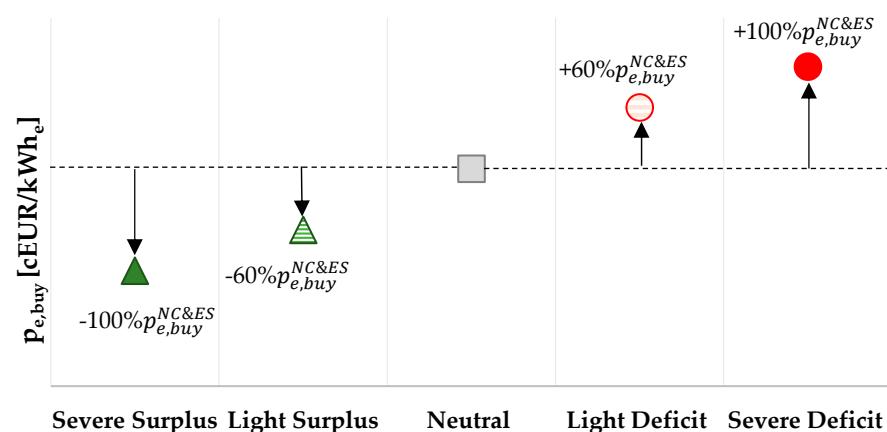 +100%p_{e,buy}^{NC&ES}
+60%p_{e,buy}^{NC&ES}
-60%p_{e,buy}^{NC&ES}
-100%p_{e,buy}^{NC&ES}
p_{e,buy} [cEUR/kWh_e]
Severe Surplus Light Surplus Neutral Light Deficit Severe Deficit